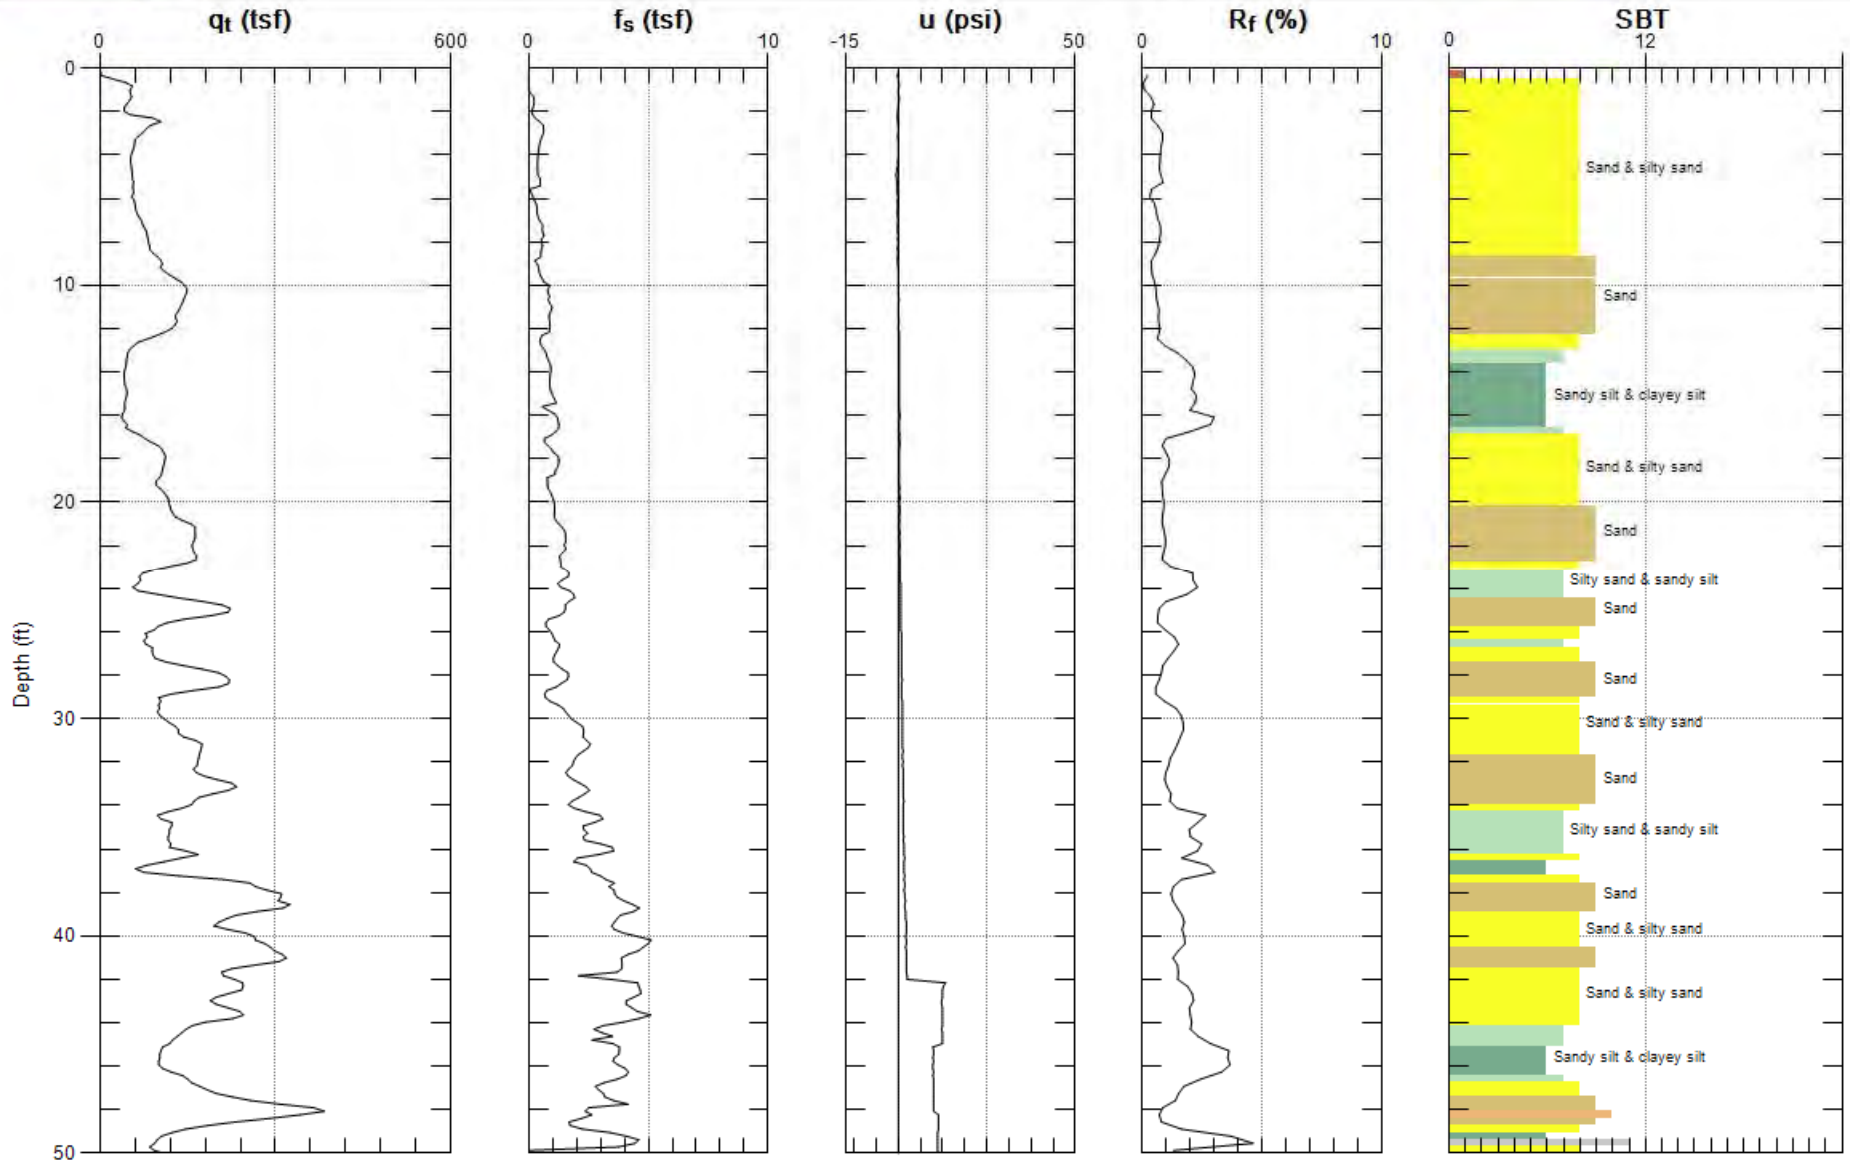 qt (tsf) fs (tsf) u (psi) Rf (%) SBT
0 600 0 10 -15 50 0 10 0 12
0
Sand & silty sand
10
Sand
Sandy silt & clayey silt
Sand & silty sand
20
Sand
Silty sand & sandy silt
Sand
Depth (ft)
Sand
30
Sand & silty sand
Sand
Silty sand & sandy silt
Sand
40
Sand & silty sand
Sand & silty sand
Sandy silt & clayey silt
50